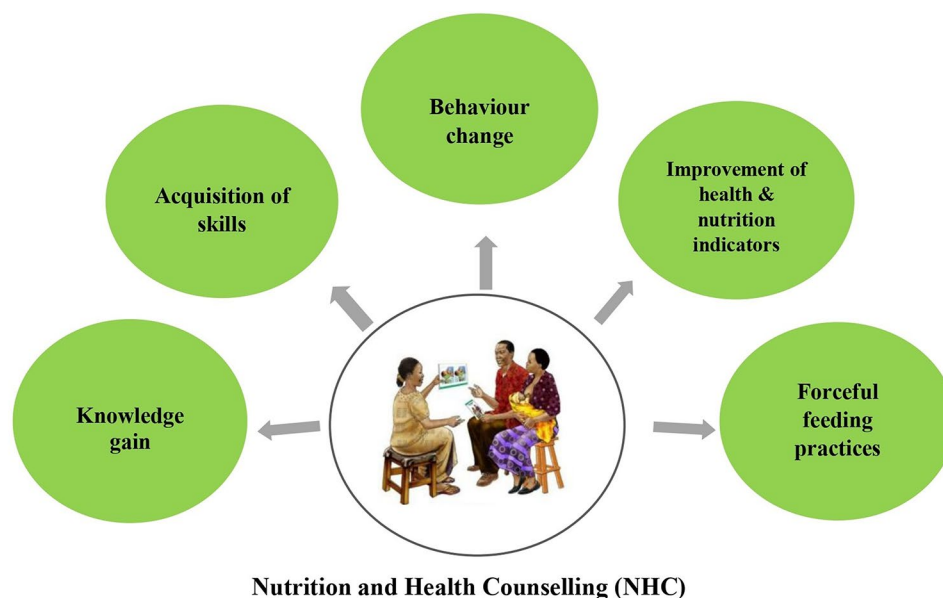 Behaviour
change
Acquisition of
skills
Improvement of
health &
nutrition
indicators
Knowledge
gain
Forceful
feeding
practices
Nutrition and Health Counselling (NHC)